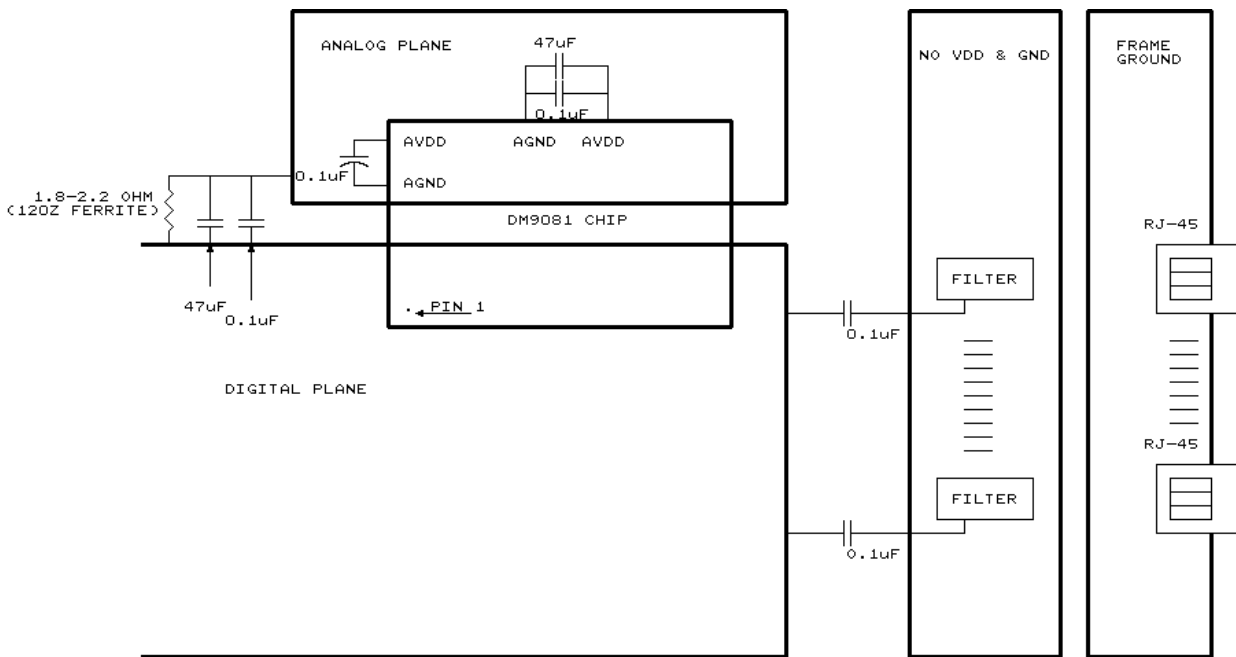 ANALOG PLANE
47uF
NO VDD & GND
FRAME
GROUND
0.1uF
AVDD
AGND
AVDD
0.1uF
AGND
1.8-2.2 OHM
(120Z FERRITE)
DM9081 CHIP
RJ-45
FILTER
47uF
0.1uF
. PIN 1
0.1uF
DIGITAL PLANE
RJ-45
FILTER
0.1uF